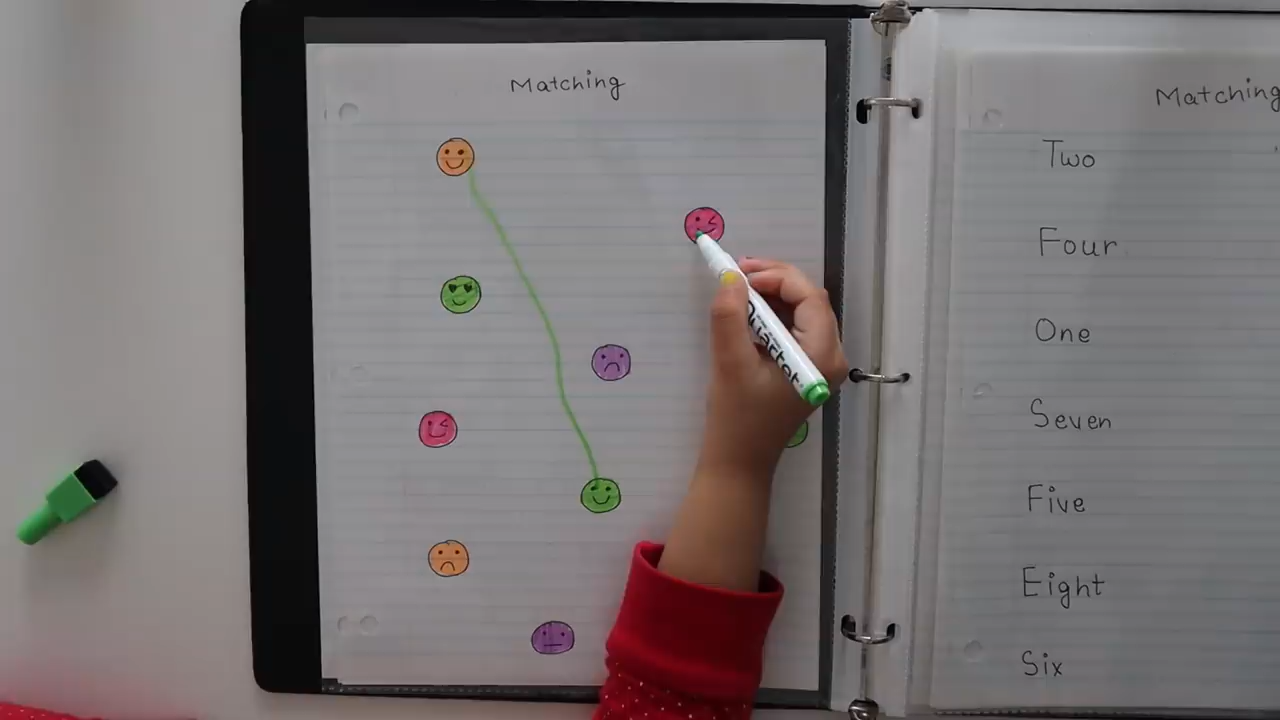 Matching
Quartet
Matching
Two
Four
One
Seven
Five
Eight
Six